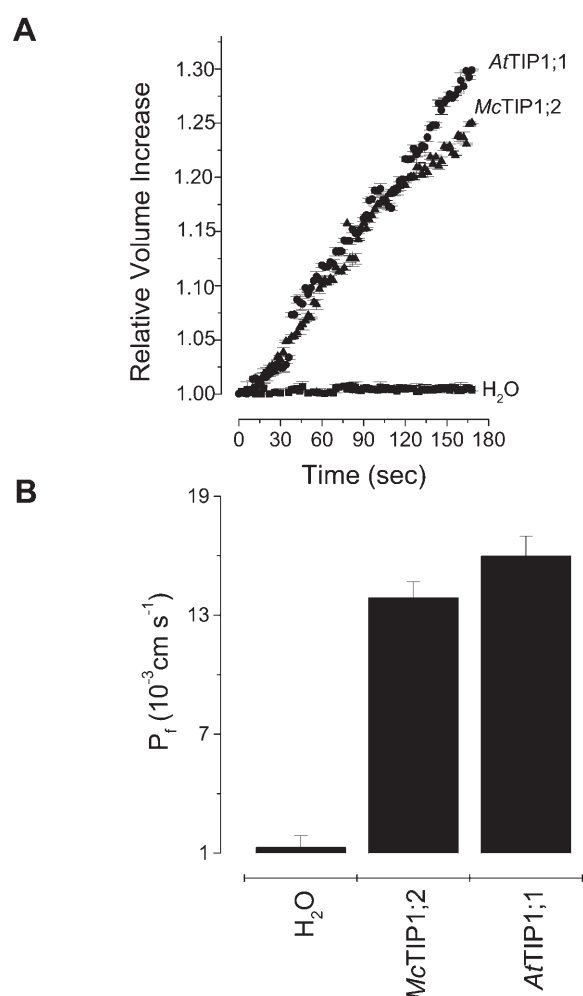 A
Relative Volume Increase
1.30
1.25
1.20
1.15
1.10
1.05
1.00
AtTIP1;1
McTIP1;2
H₂O
0 30 60 90 120 150 180
Time (sec)
B
P_f (10⁻³cm s⁻¹)
19
13
7
1
H₂O
McTIP1;2
AtTIP1;1